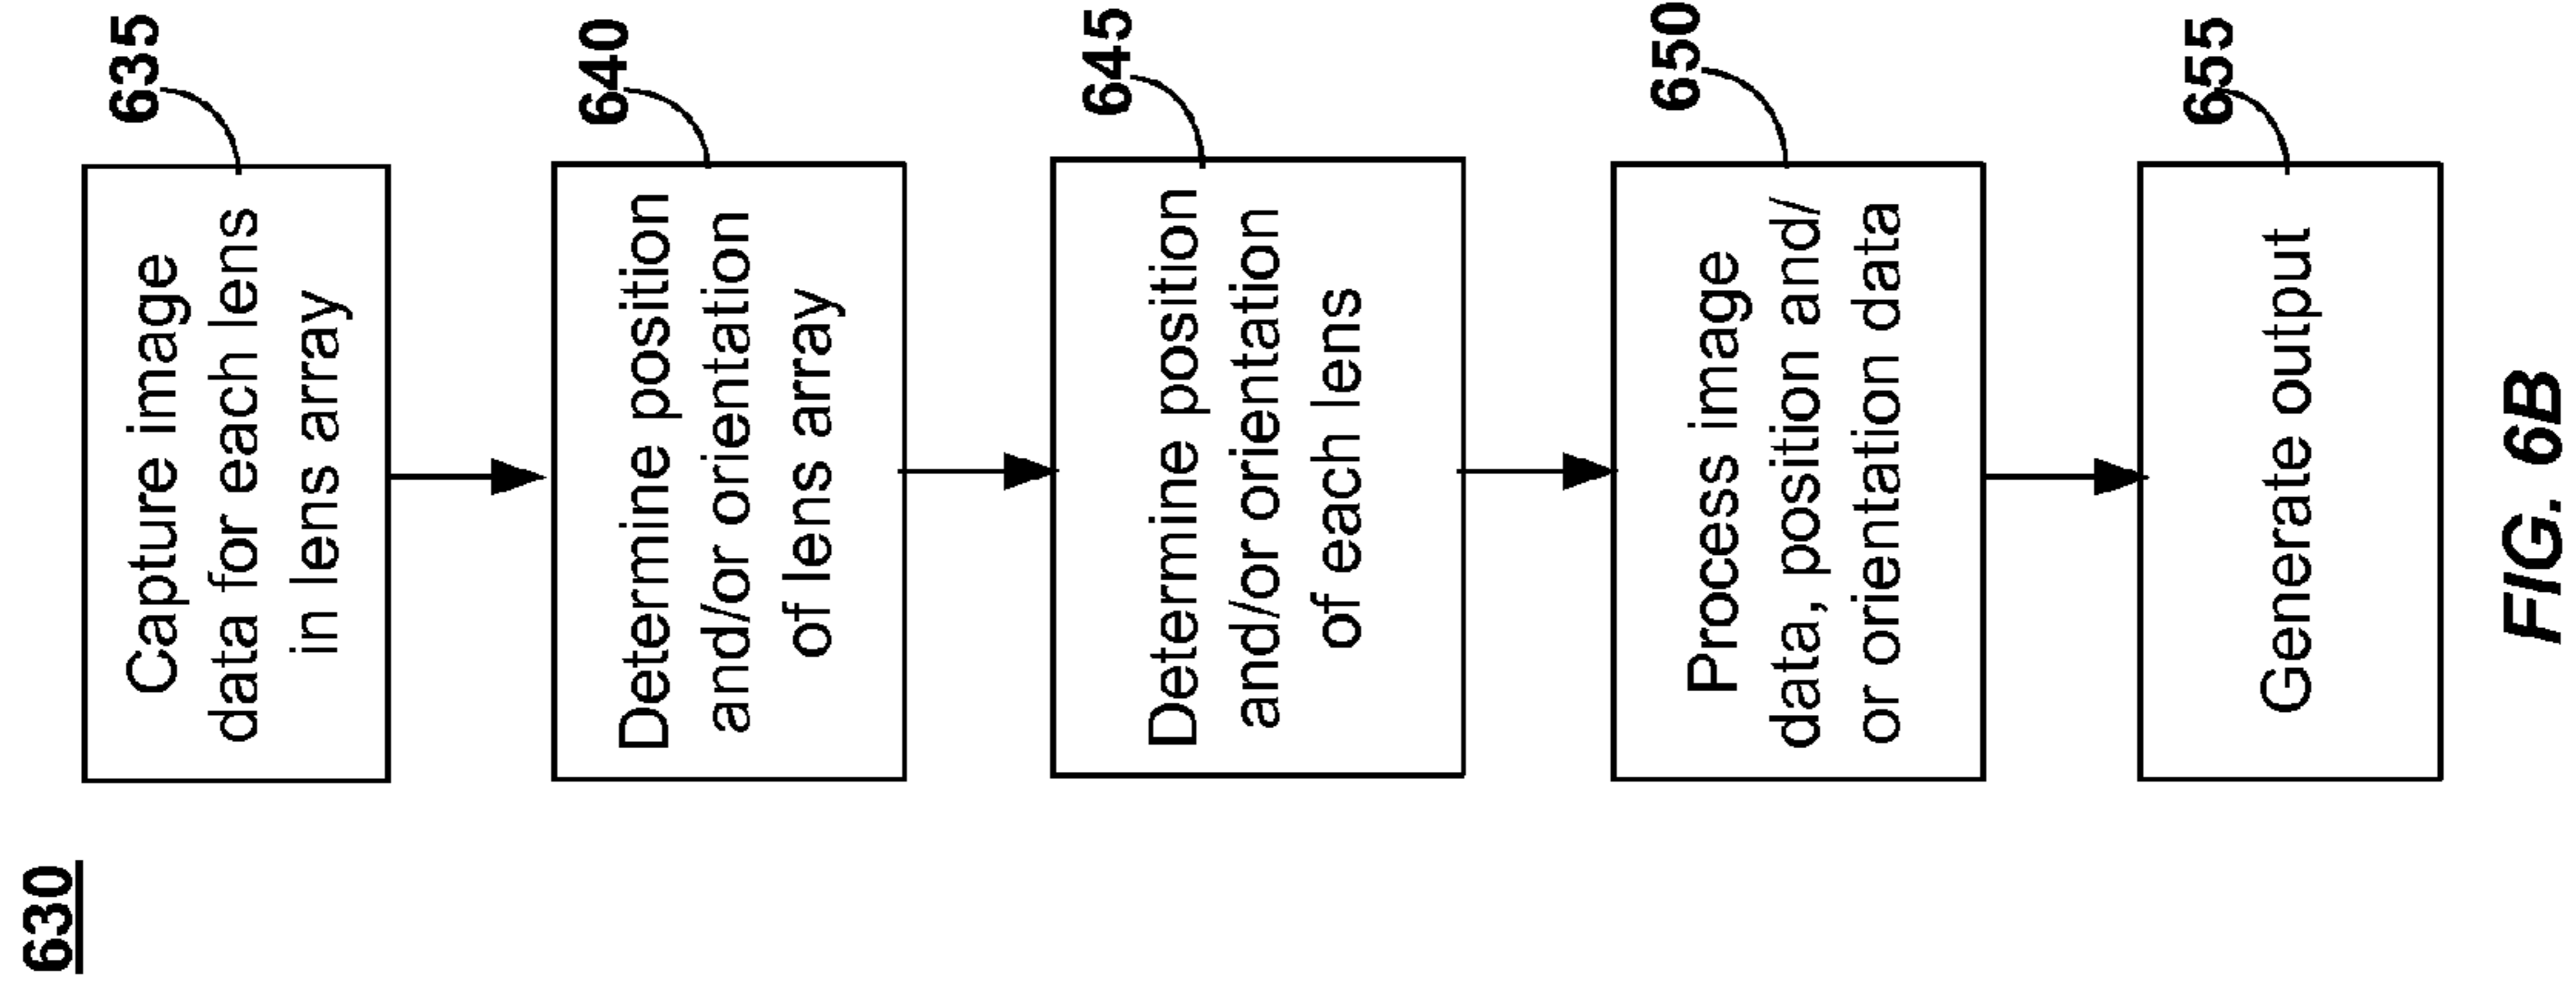 630
635
Capture image
data for each lens
in lens array
640
Determine position
and/or orientation
of lens array
645
Determine position
and/or orientation
of each lens
650
Process image
data, position and/
or orientation data
655
Generate output
FIG. 6B